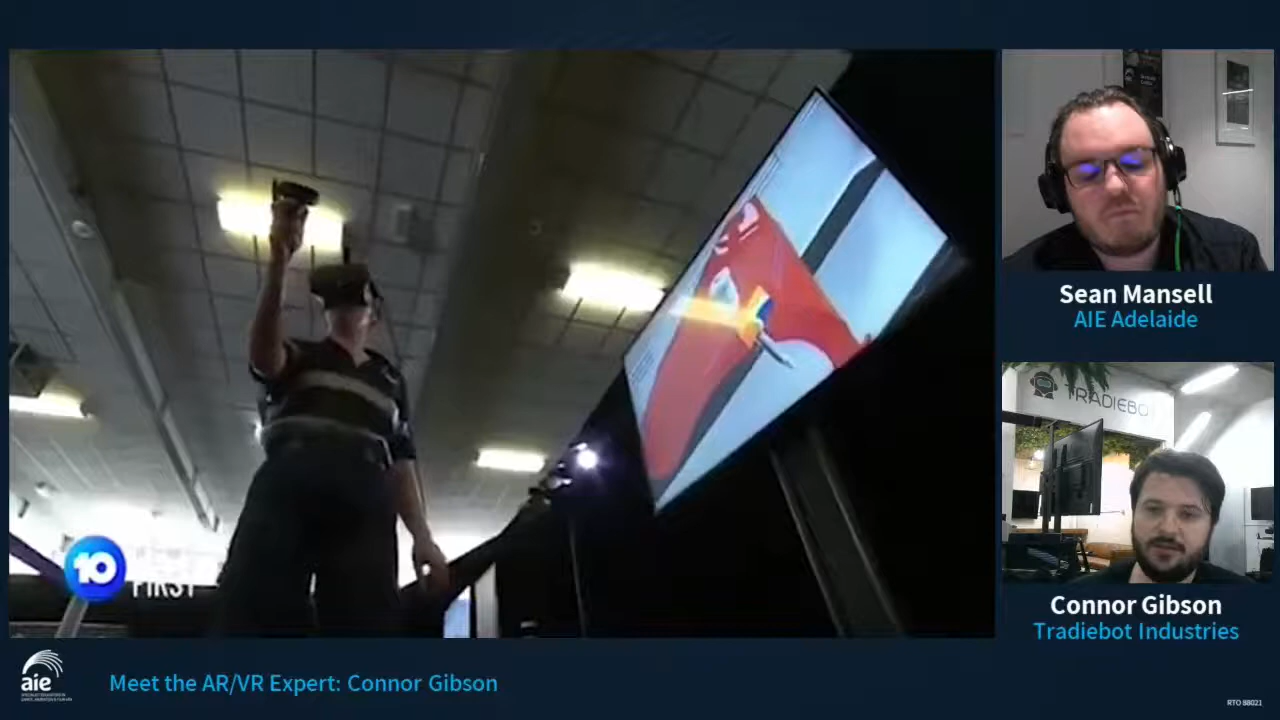 10
FIRST
Sean Mansell
AIE Adelaide
TRADIEBO
Connor Gibson
Tradiebot Industries
aie
Meet the AR/VR Expert: Connor Gibson
RTO 88021